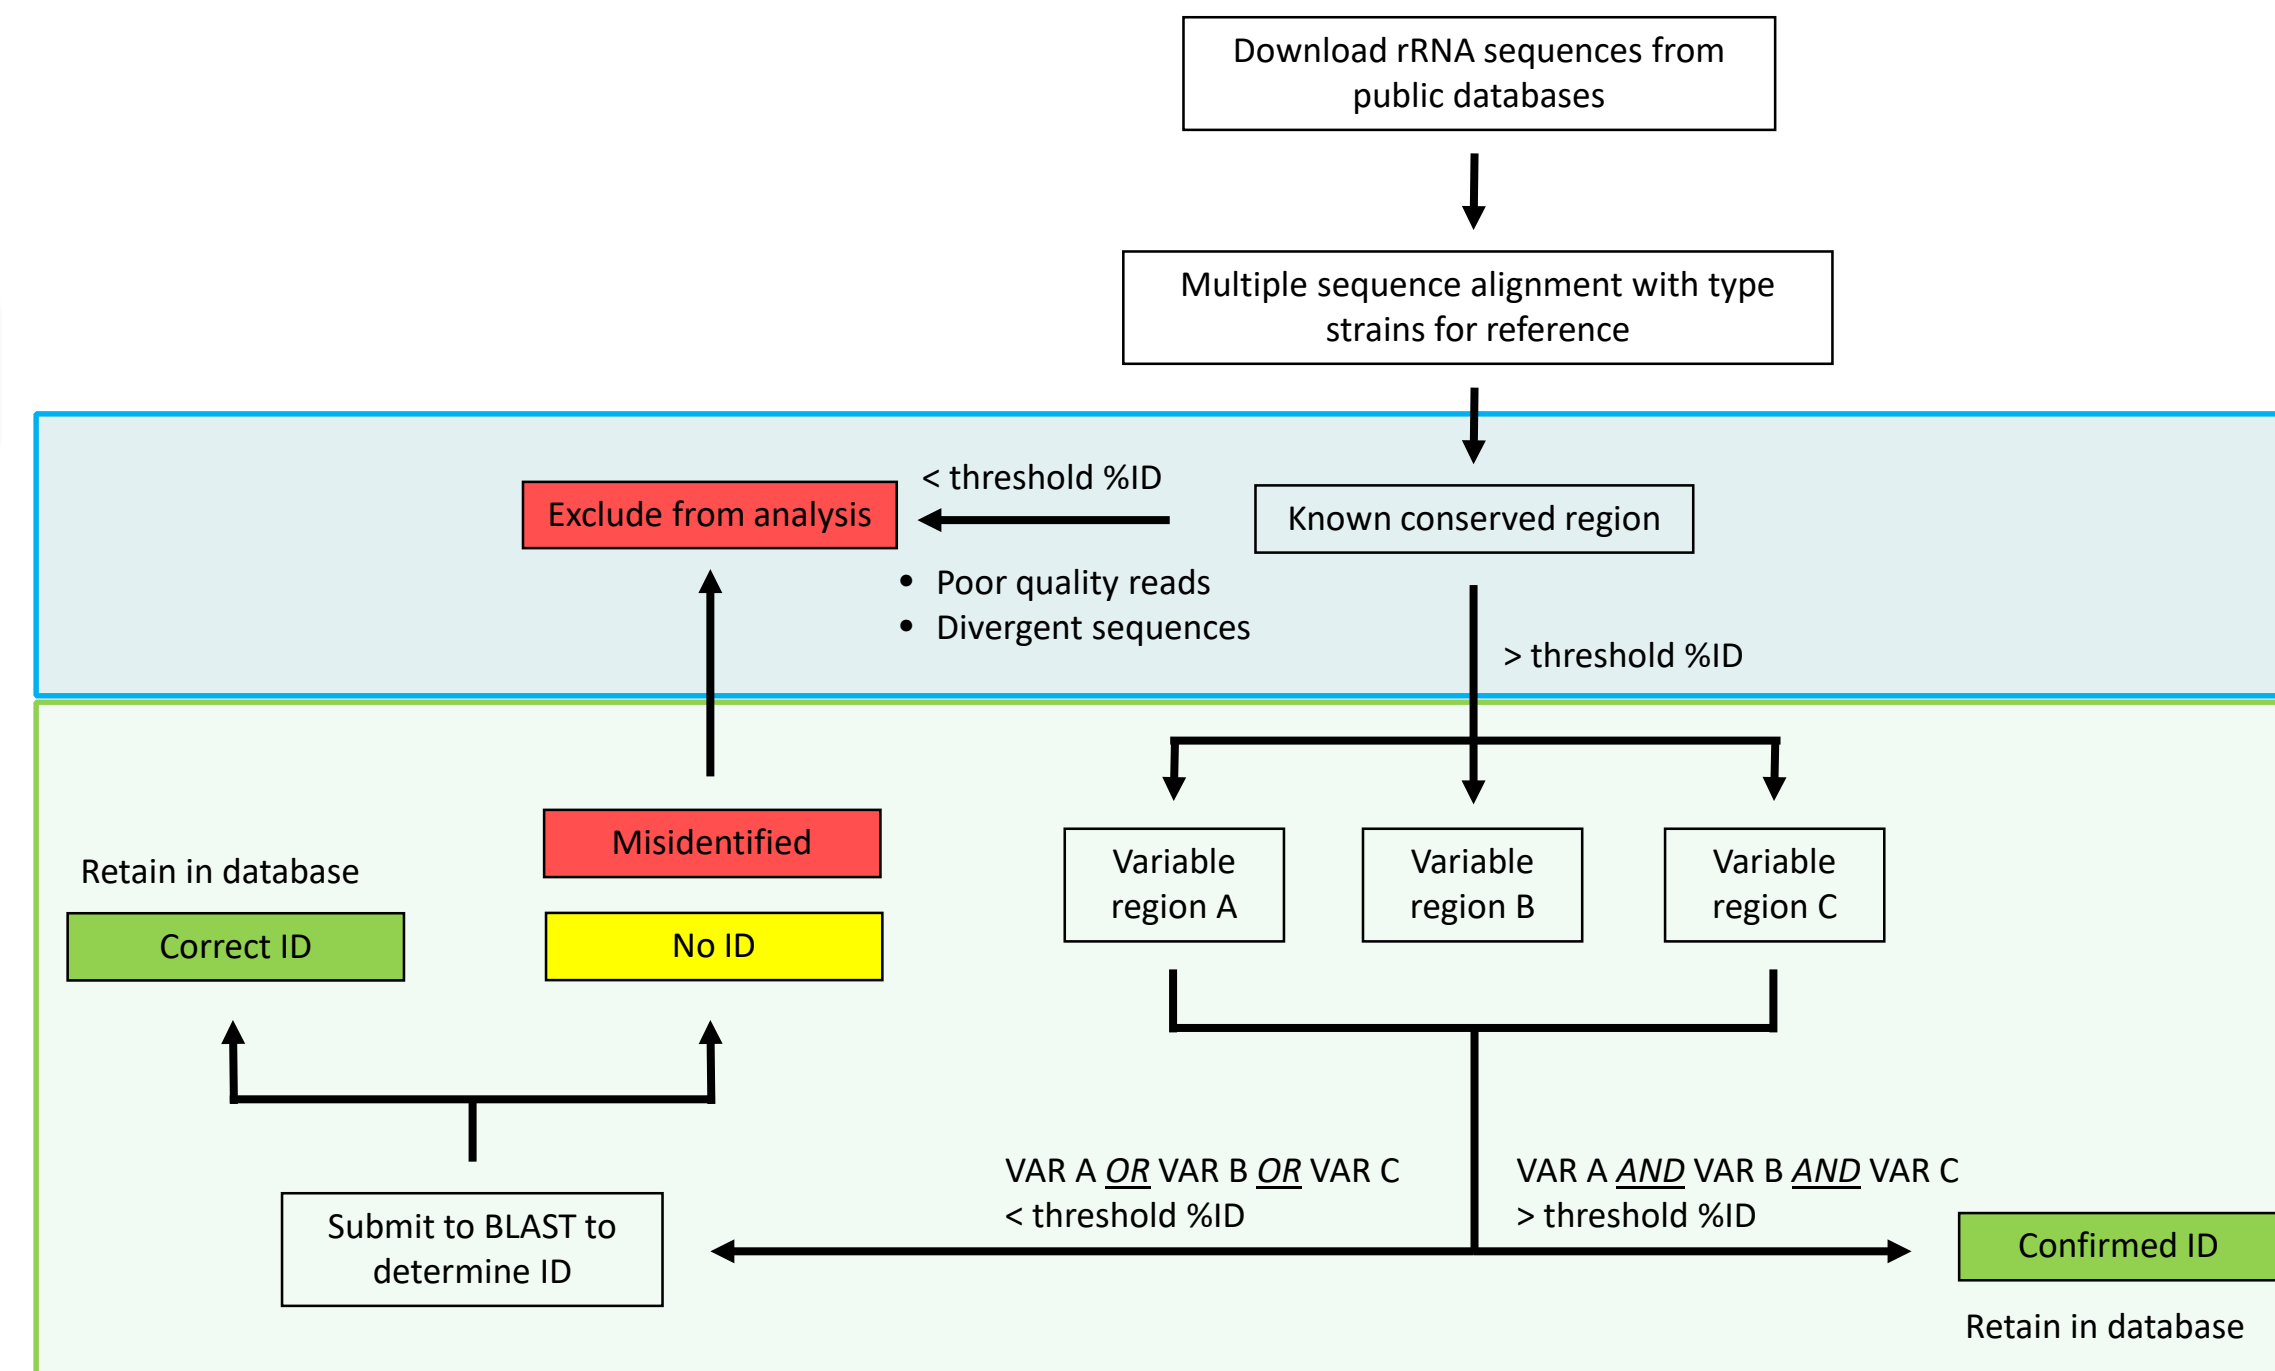 Download rRNA sequences from
public databases
Multiple sequence alignment with type
strains for reference
< threshold %ID
Exclude from analysis
Known conserved region
• Poor quality reads
• Divergent sequences
> threshold %ID
Misidentified
Retain in database
Correct ID
No ID
Variable
region A
Variable
region B
Variable
region C
VAR A OR VAR B OR VAR C
< threshold %ID
VAR A AND VAR B AND VAR C
> threshold %ID
Submit to BLAST to
determine ID
Confirmed ID
Retain in database